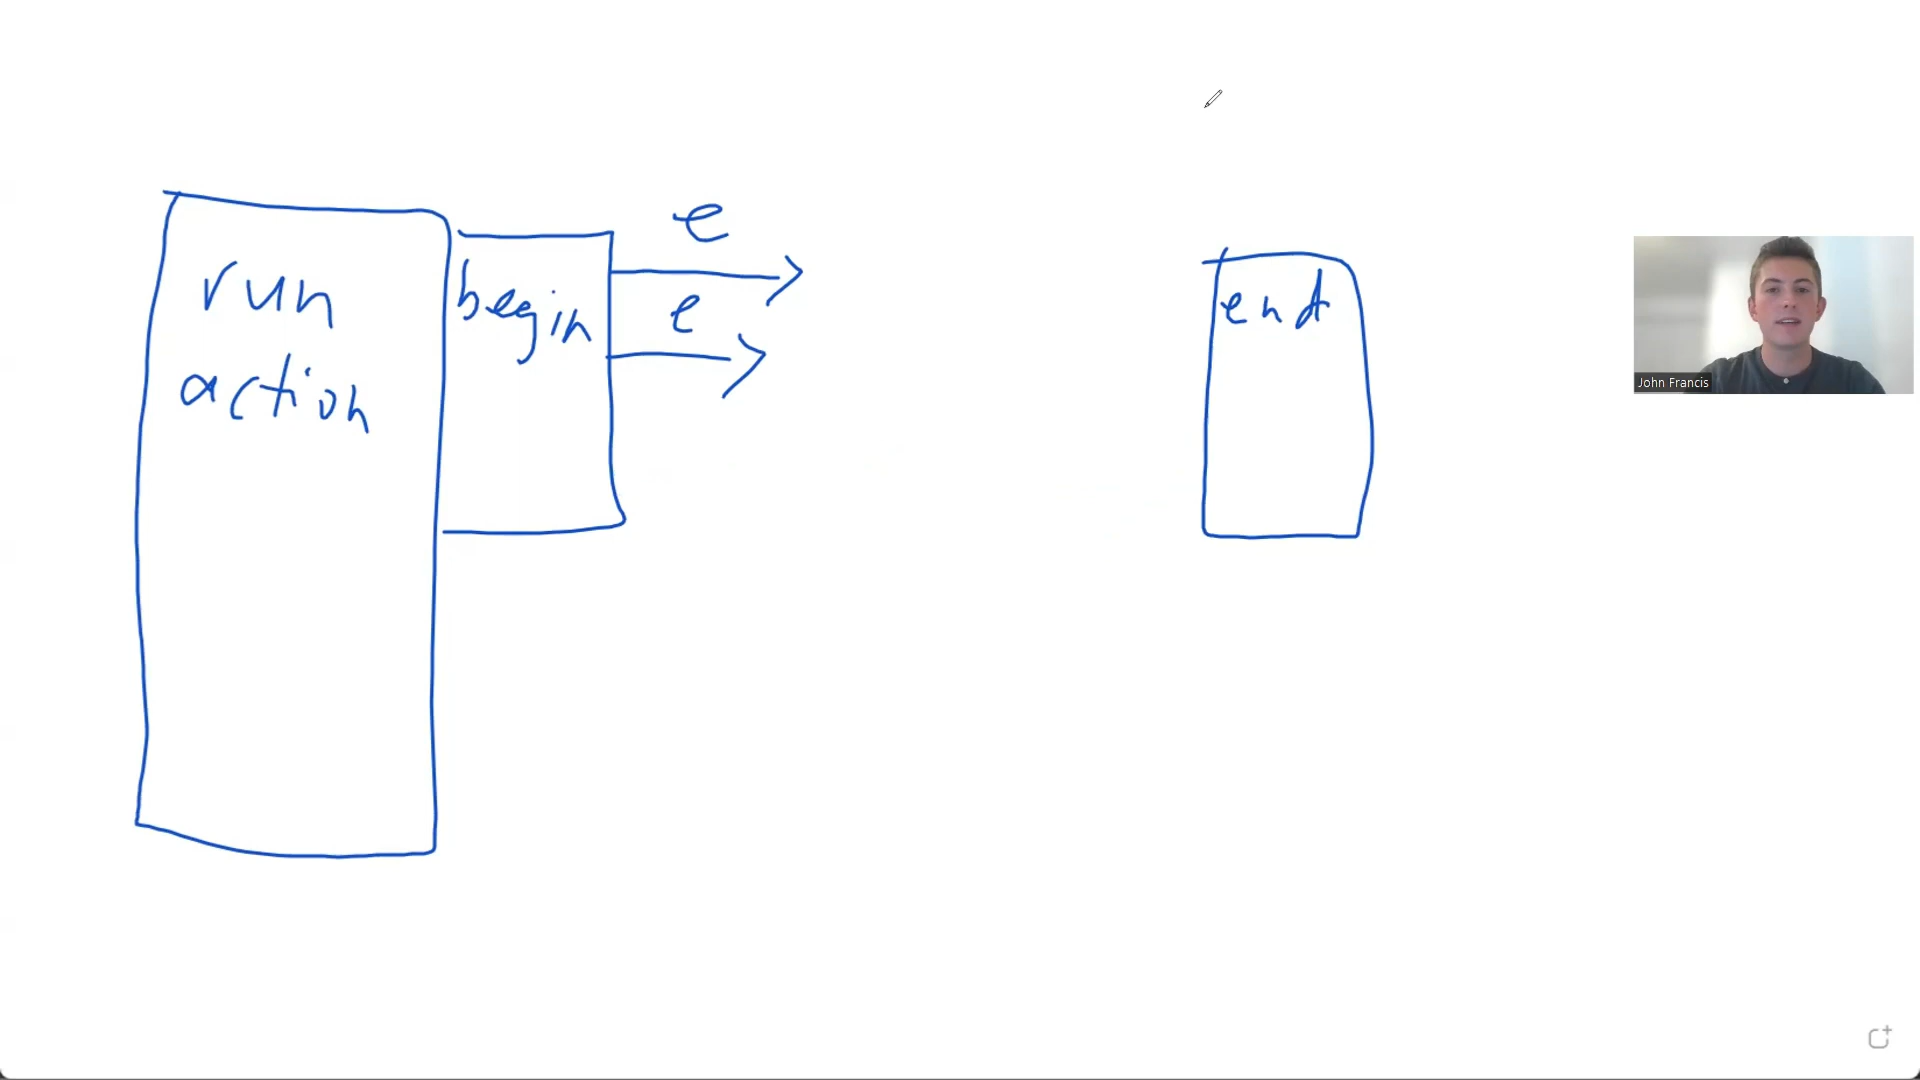 run
action
begin
e
e
end
John Francis